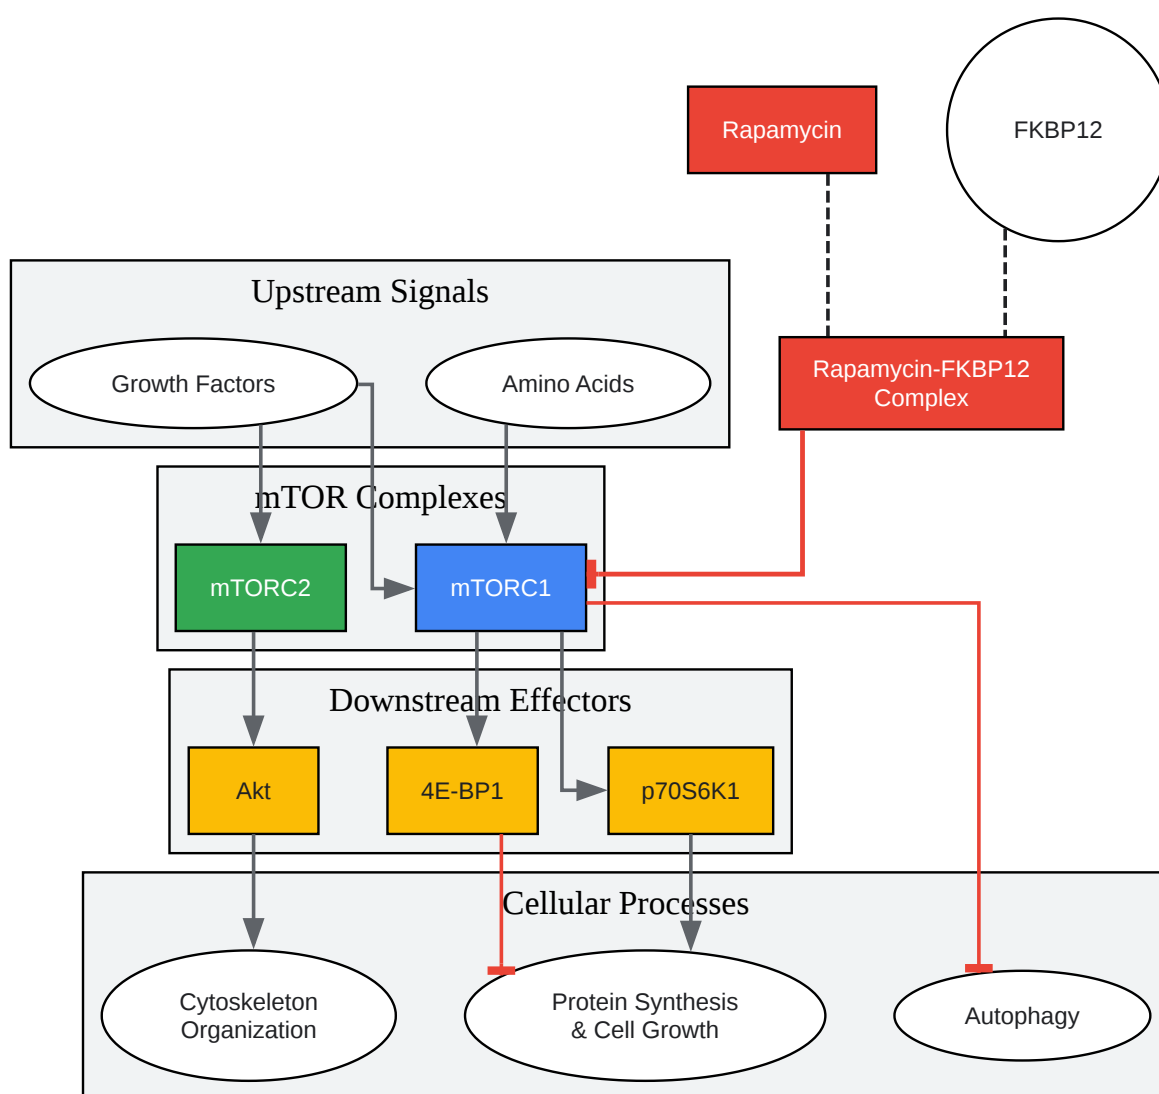 Rapamycin
FKBP12
Upstream Signals
Growth Factors
Amino Acids
Rapamycin-FKBP12
Complex
mTOR Complexes
mTORC2
mTORC1
Downstream Effectors
Akt
4E-BP1
p70S6K1
Cellular Processes
Cytoskeleton
Organization
Protein Synthesis
& Cell Growth
Autophagy